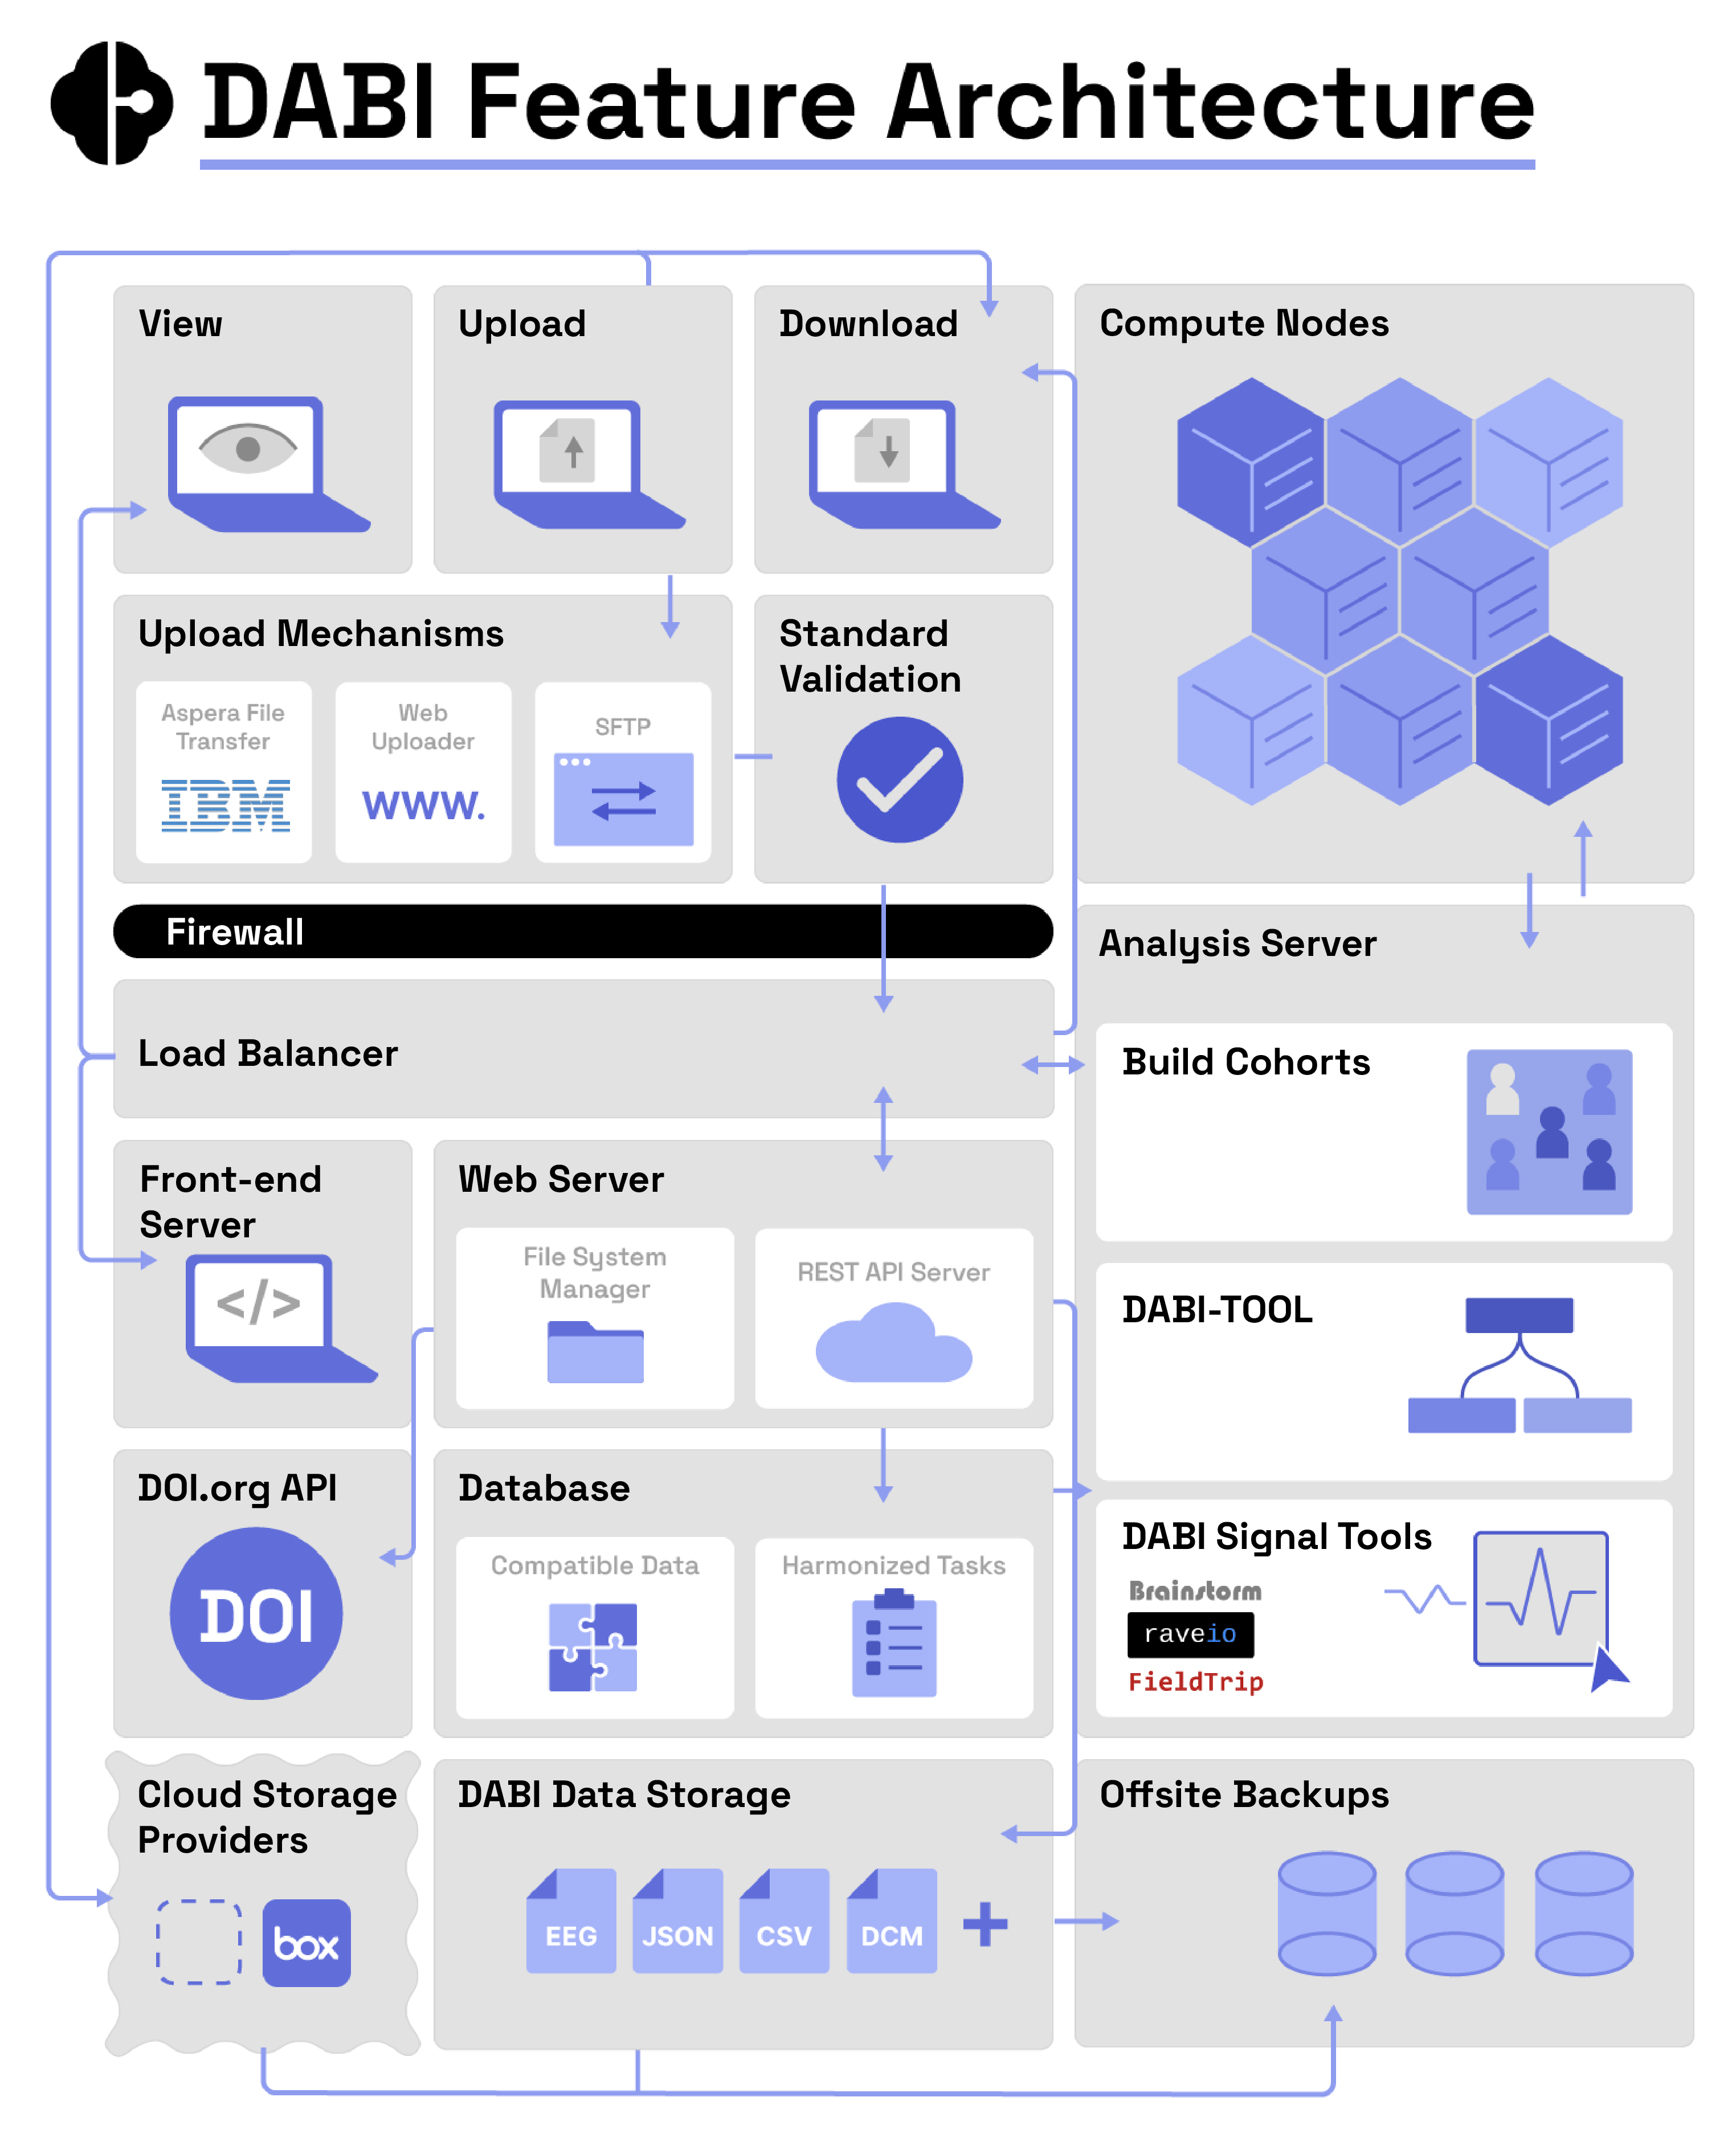 DABI Feature Architecture
View
Upload
Download
Compute Nodes
Upload Mechanisms
Aspera File
Transfer
IBM
Web
Uploader
www.
SFTP
Standard
Validation
Firewall
Load Balancer
Analysis Server
Build Cohorts
DABI-TOOL
DABI Signal Tools
Brainstorm
raveio
FieldTrip
Front-end
Server
</>
Web Server
File System
Manager
REST API Server
DOI.org API
DOI
Database
Compatible Data
Harmonized Tasks
Cloud Storage
Providers
box
DABI Data Storage
EEG
JSON
CSV
DCM
+
Offsite Backups